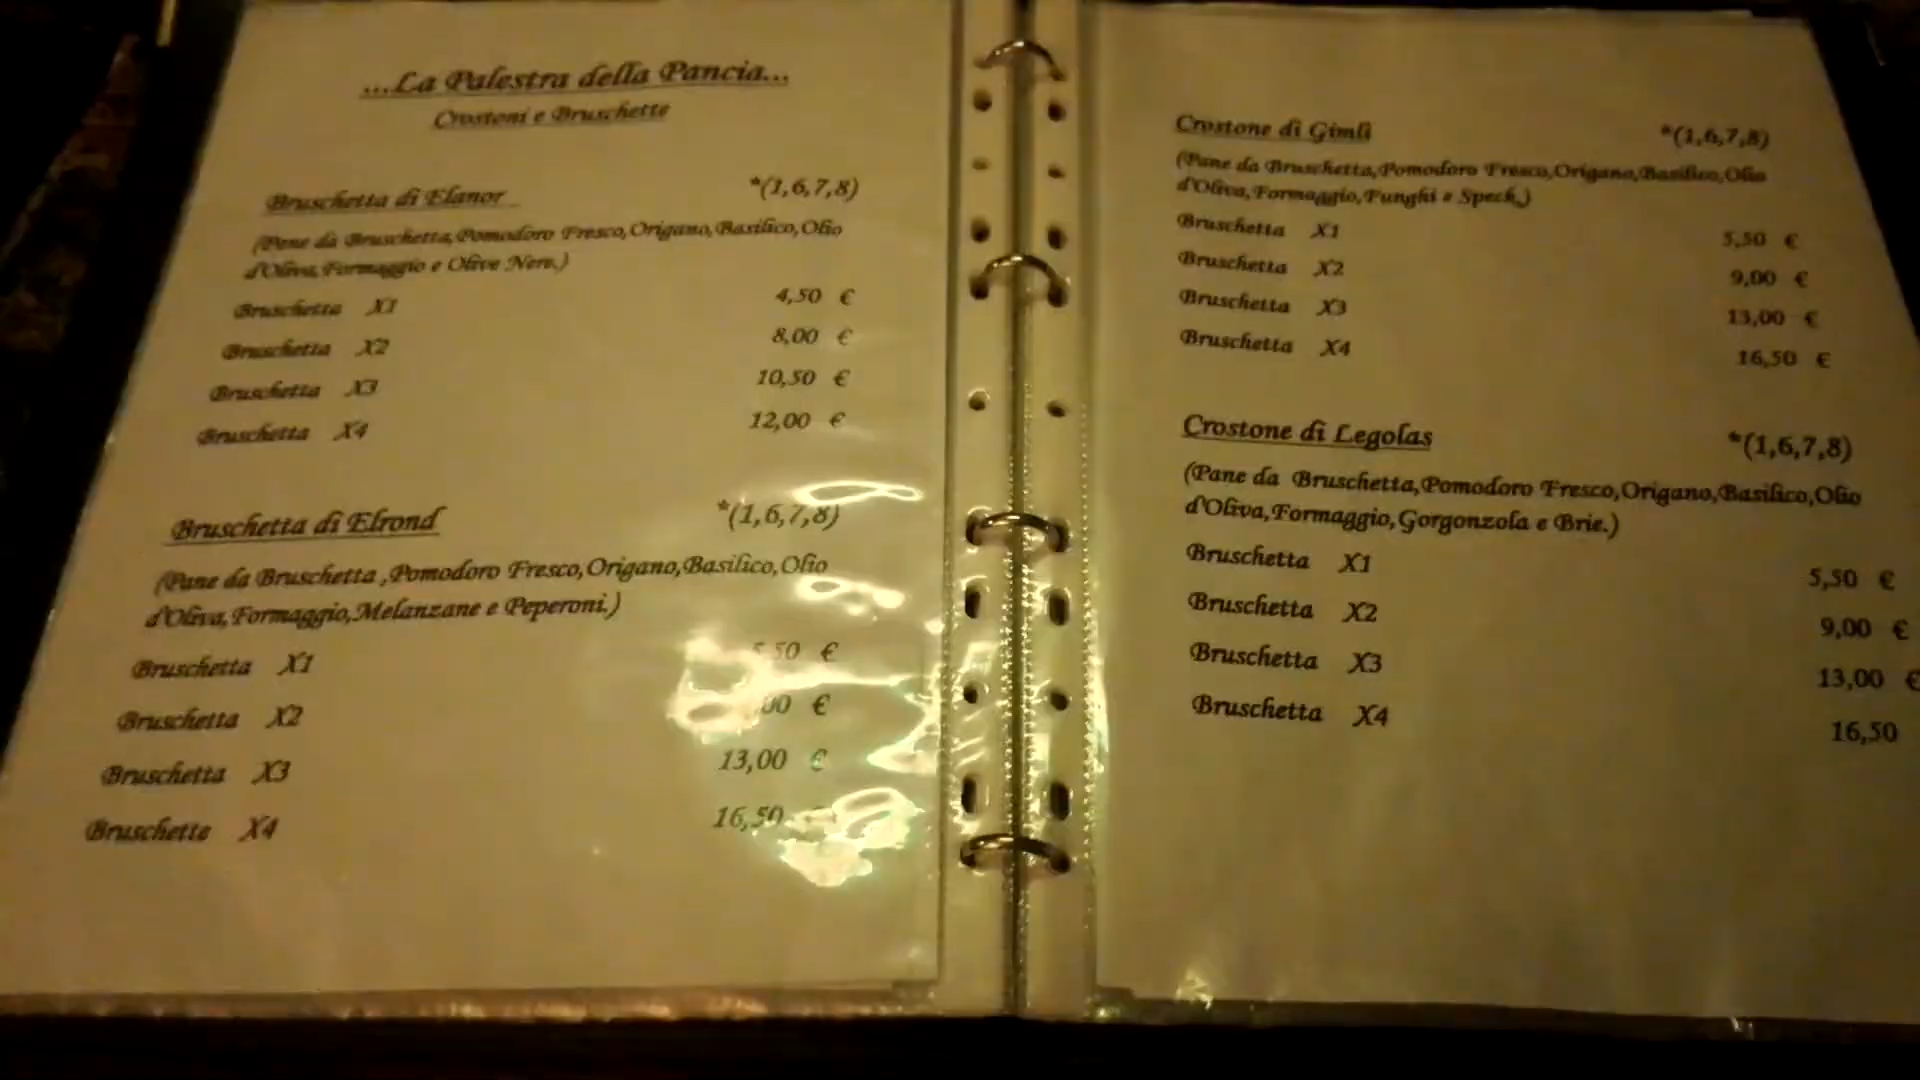 ...La Palestra della Pancia...
Crostoni e Bruschette
Bruschetta di Elanor *(1,6,7,8)
(Pane da Bruschetta,Pomodoro Fresco,Origano,Basilico,Olio
d'Oliva,Formaggio e Olive Nere.)
Bruschetta X1 4,50 €
Bruschetta X2 8,00 €
Bruschetta X3 10,50 €
Bruschetta X4 12,00 €
Bruschetta di Elrond *(1,6,7,8)
(Pane da Bruschetta ,Pomodoro Fresco,Origano,Basilico,Olio
d'Oliva,Formaggio,Melanzane e Peperoni.)
Bruschetta X1 5,50 €
Bruschetta X2 €
Bruschetta X3 13,00 €
Bruschette X4 16,50
Crostone di Gimli *(1,6,7,8)
(Pane da Bruschetta,Pomodoro Fresco,Origano,Basilico,Olio
d'Oliva,Formaggio,Funghi e Speck.)
Bruschetta X1 5,50 €
Bruschetta X2 9,00 €
Bruschetta X3 13,00 €
Bruschetta X4 16,50 €
Crostone di Legolas *(1,6,7,8)
(Pane da Bruschetta,Pomodoro Fresco,Origano,Basilico,Olio
d'Oliva,Formaggio,Gorgonzola e Brie.)
Bruschetta X1 5,50 €
Bruschetta X2 9,00 €
Bruschetta X3 13,00 €
Bruschetta X4 16,50